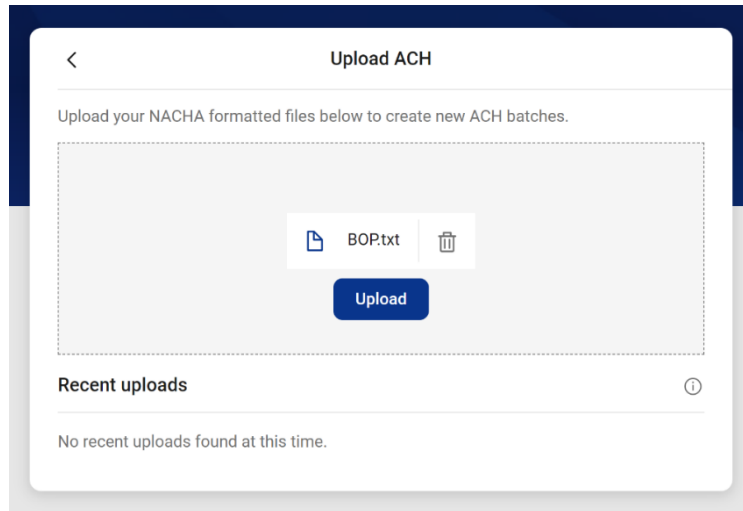 Upload ACH
Upload your NACHA formatted files below to create new ACH batches.
BOP.txt
Upload
Recent uploads
No recent uploads found at this time.